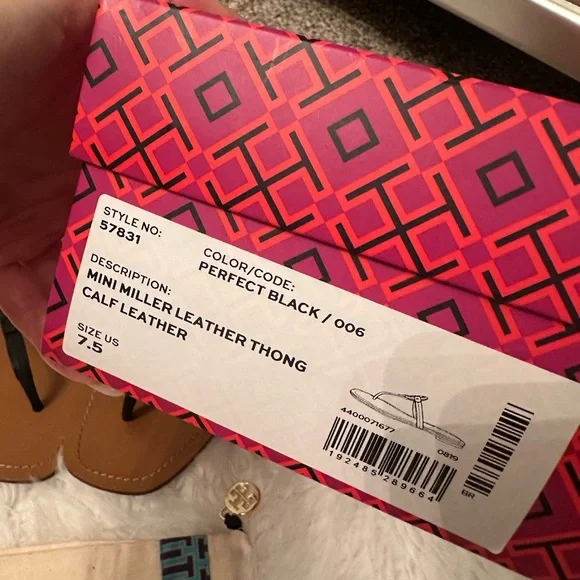 STYLE NO:
57831
COLOR/CODE:
PERFECT BLACK / 006
DESCRIPTION:
MINI MILLER LEATHER THONG
CALF LEATHER
SIZE US
7.5
4400071677
0819
192485289664
BR